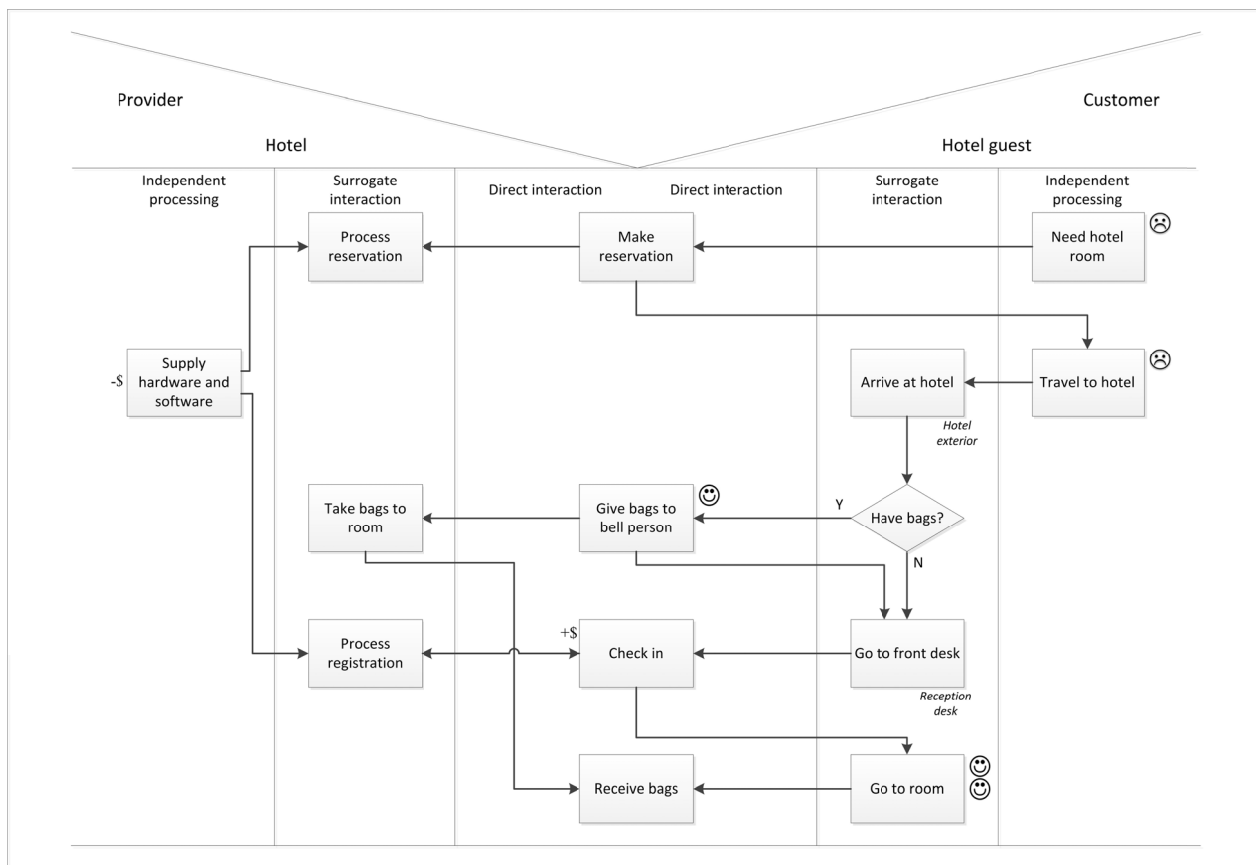 Provider
Customer
Hotel
Hotel guest
Independent
processing
Surrogate
interaction
Direct interaction
Direct interaction
Surrogate
interaction
Independent
processing
Process
reservation
Make
reservation
Need hotel
room
Supply
hardware and
software
-$
Arrive at hotel
Travel to hotel
Hotel
exterior
Take bags to
room
Give bags to
bell person
Y
Have bags?
N
Process
registration
+$
Check in
Go to front desk
Reception
desk
Receive bags
Go to room